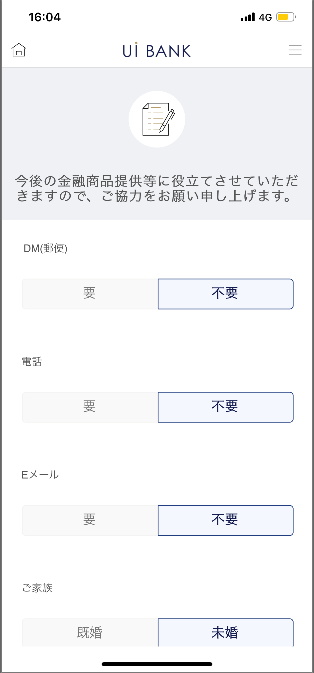 16:04 4G
UI BANK
今後の金融商品提供等に役立てさせていただ
きますので、ご協力をお願い申し上げます。
DM(郵便)
要 不要
電話
要 不要
Eメール
要 不要
ご家族
既婚 未婚